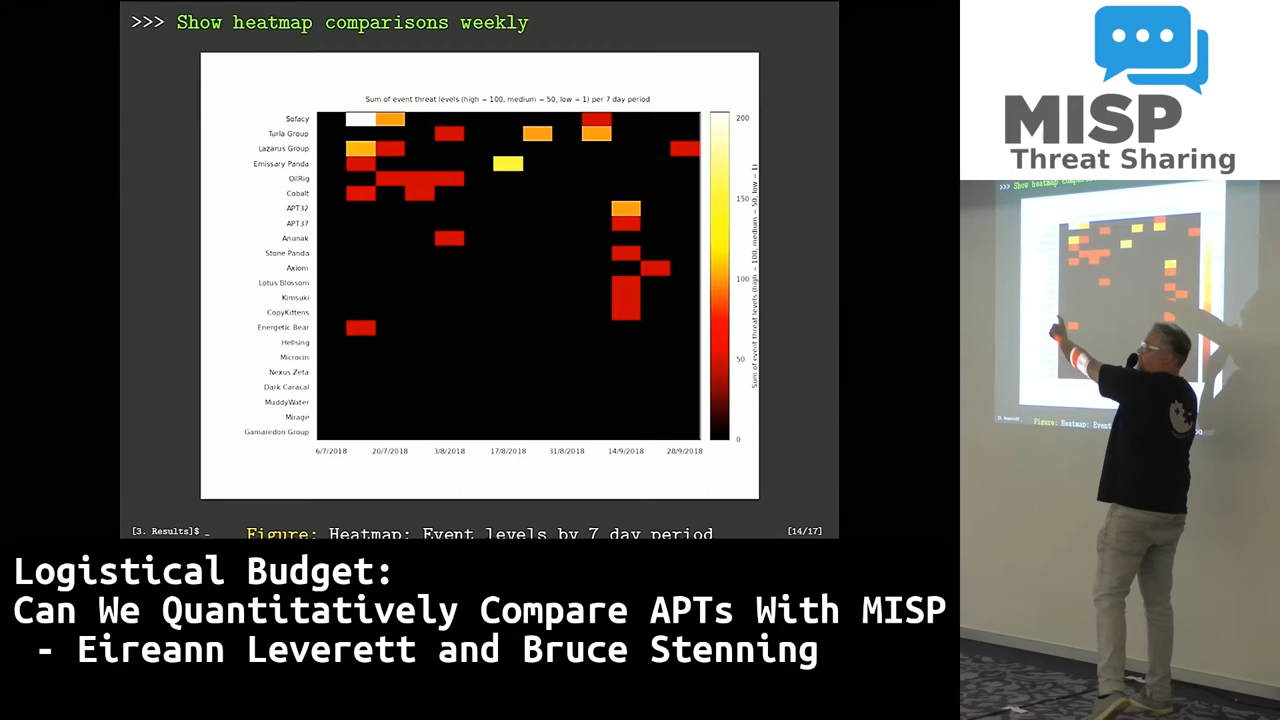 >>> Show heatmap comparisons weekly
Sum of event threat levels (high = 100, medium = 50, low = 1) per 7 day period
Sofacy
Turla Group
Lazarus Group
Emissary Panda
OilRig
Cobalt
APT32
APT37
Anunak
Stone Panda
Axiom
Lotus Blossom
Kimsuki
CopyKittens
Energetic Bear
Hellsing
Microcin
Nexus Zeta
Dark Caracal
MuddyWater
Mirage
Gamaredon Group
6/7/2018 20/7/2018 3/8/2018 17/8/2018 31/8/2018 14/9/2018 28/9/2018
200
150
100
50
0
Sum of event threat levels (high = 100, medium = 50, low = 1)
[3. Results]$ _
Figure: Heatmap: Event levels by 7 day period
[14/17]
MISP
Threat Sharing
>>> Show heatmap
Figure: Heatmap: Event
Logistical Budget:
Can We Quantitatively Compare APTs With MISP
- Eireann Leverett and Bruce Stenning